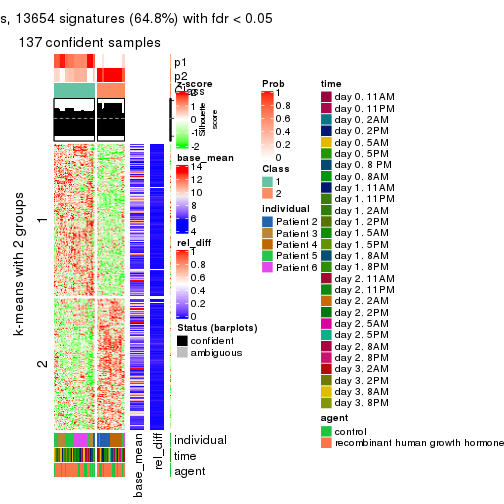 s, 13654 signatures (64.8%) with fdr < 0.05
137 confident samples
p1
p2
Class
Silhouette
score
k-means with 2 groups
1
2
individual
time
agent
base_mean
rel_diff
z-score
2
1
0
-1
-2
base_mean
14
12
10
8
6
4
rel_diff
1
0.8
0.6
0.4
0.2
0
Status (barplots)
confident
ambiguous
Prob
1
0.8
0.6
0.4
0.2
0
Class
1
2
individual
Patient 2
Patient 3
Patient 4
Patient 5
Patient 6
time
day 0. 11AM
day 0. 11PM
day 0. 2AM
day 0. 2PM
day 0. 5AM
day 0. 5PM
day 0. 8 PM
day 0. 8AM
day 1. 11AM
day 1. 11PM
day 1. 2AM
day 1. 2PM
day 1. 5AM
day 1. 5PM
day 1. 8AM
day 1. 8PM
day 2. 11AM
day 2. 11PM
day 2. 2AM
day 2. 2PM
day 2. 5AM
day 2. 5PM
day 2. 8AM
day 2. 8PM
day 3. 2AM
day 3. 2PM
day 3. 8AM
day 3. 8PM
agent
control
recombinant human growth hormone